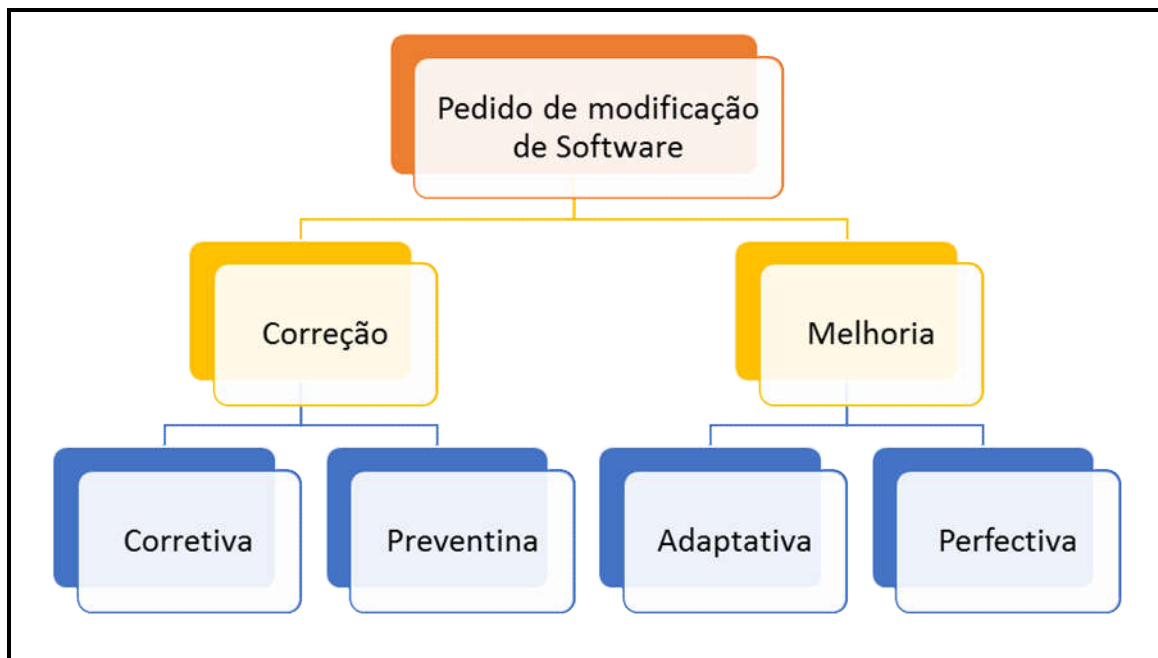 Pedido de modificação
de Software
Correção
Melhoria
Corretiva
Preventina
Adaptativa
Perfectiva